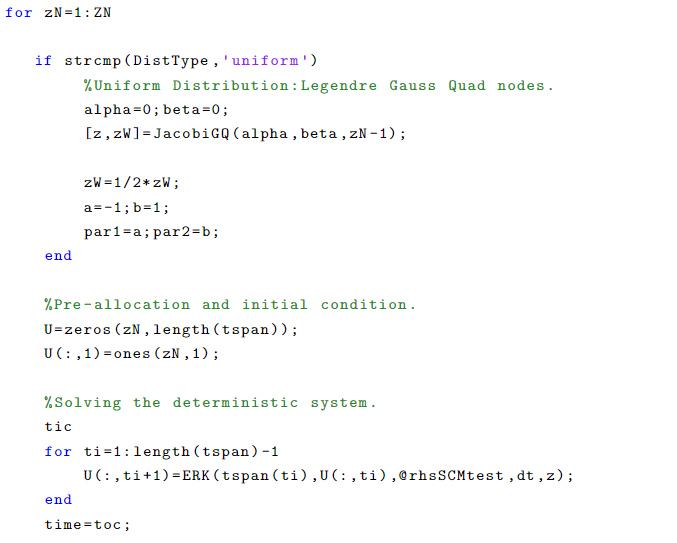 for zN=1:ZN
if strcmp(DistType,'uniform')
%Uniform Distribution:Legendre Gauss Quad nodes.
alpha=0;beta=0;
[z,zW]=JacobiGQ(alpha,beta,zN-1);
zW=1/2*zW;
a=-1;b=1;
par1=a;par2=b;
end
%Pre-allocation and initial condition.
U=zeros(zN,length(tspan));
U(:,1)=ones(zN,1);
%Solving the deterministic system.
tic
for ti=1:length(tspan)-1
U(:,ti+1)=ERK(tspan(ti),U(:,ti),@rhsSCMtest,dt,z);
end
time=toc;